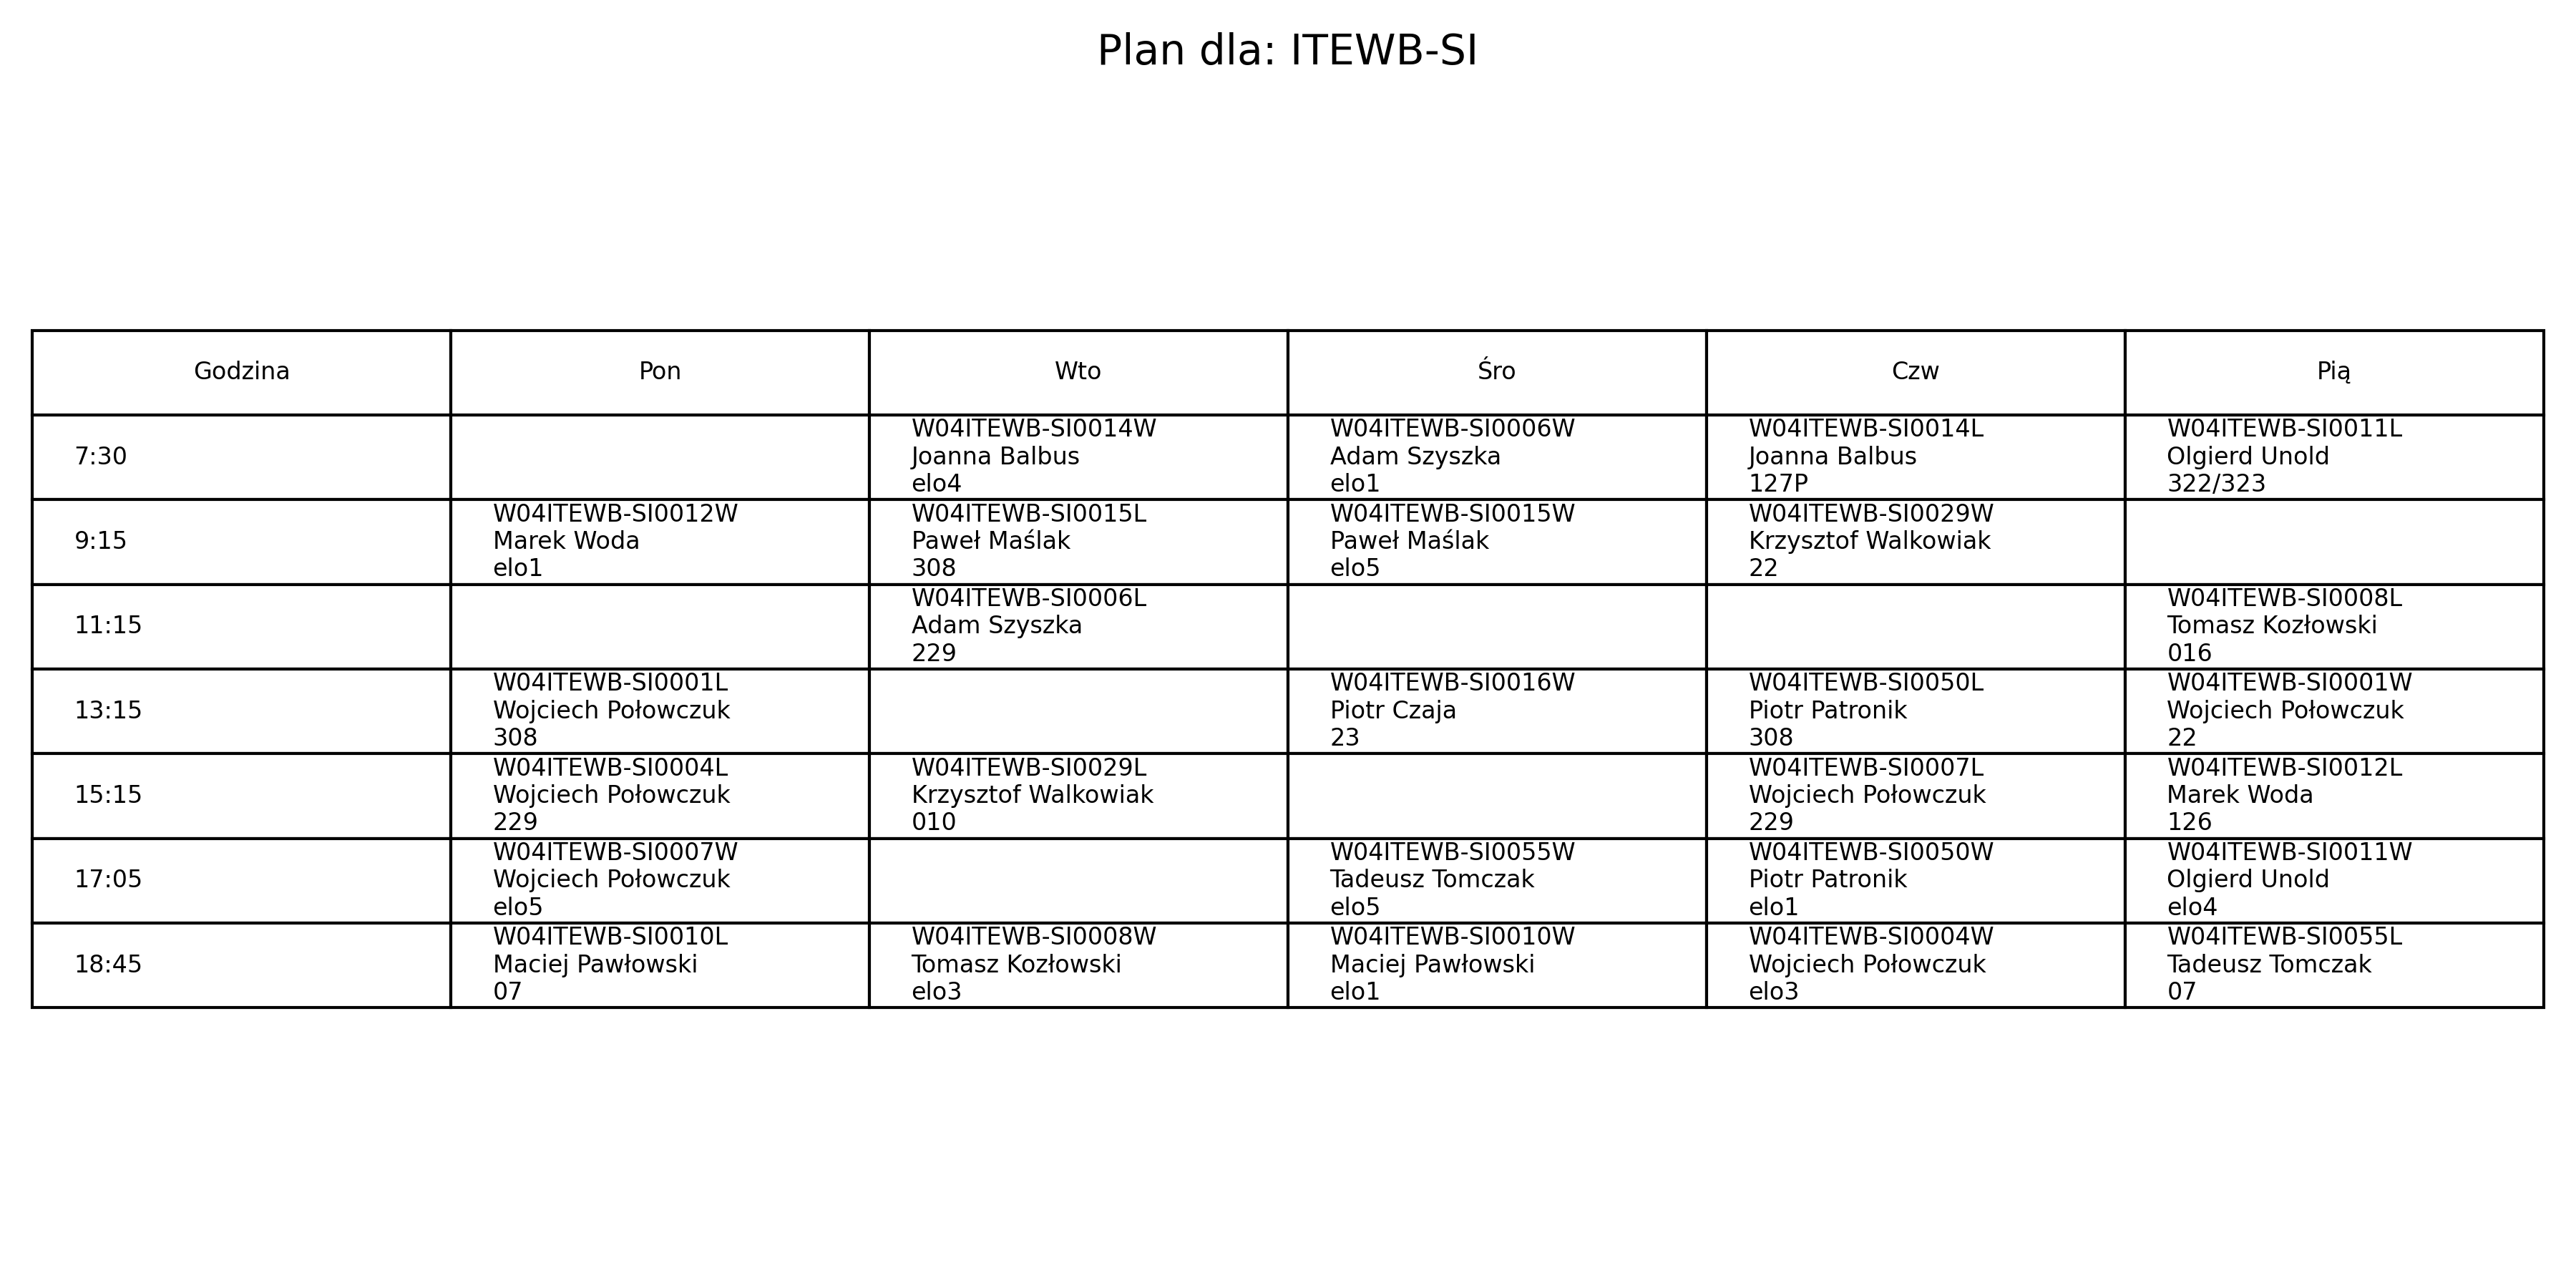 Plan dla: ITEWB-SI
Godzina
Pon
Wto
Śro
Czw
Pią
7:30
W04ITEWB-SI0014W
Joanna Balbus
elo4
W04ITEWB-SI0006W
Adam Szyszka
elo1
W04ITEWB-SI0014L
Joanna Balbus
127P
W04ITEWB-SI0011L
Olgierd Unold
322/323
9:15
W04ITEWB-SI0012W
Marek Woda
elo1
W04ITEWB-SI0015L
Paweł Maślak
308
W04ITEWB-SI0015W
Paweł Maślak
elo5
W04ITEWB-SI0029W
Krzysztof Walkowiak
22
11:15
W04ITEWB-SI0006L
Adam Szyszka
229
W04ITEWB-SI0008L
Tomasz Kozłowski
016
13:15
W04ITEWB-SI0001L
Wojciech Połowczuk
308
W04ITEWB-SI0016W
Piotr Czaja
23
W04ITEWB-SI0050L
Piotr Patronik
308
W04ITEWB-SI0001W
Wojciech Połowczuk
22
15:15
W04ITEWB-SI0004L
Wojciech Połowczuk
229
W04ITEWB-SI0029L
Krzysztof Walkowiak
010
W04ITEWB-SI0007L
Wojciech Połowczuk
229
W04ITEWB-SI0012L
Marek Woda
126
17:05
W04ITEWB-SI0007W
Wojciech Połowczuk
elo5
W04ITEWB-SI0055W
Tadeusz Tomczak
elo5
W04ITEWB-SI0050W
Piotr Patronik
elo1
W04ITEWB-SI0011W
Olgierd Unold
elo4
18:45
W04ITEWB-SI0010L
Maciej Pawłowski
07
W04ITEWB-SI0008W
Tomasz Kozłowski
elo3
W04ITEWB-SI0010W
Maciej Pawłowski
elo1
W04ITEWB-SI0004W
Wojciech Połowczuk
elo3
W04ITEWB-SI0055L
Tadeusz Tomczak
07